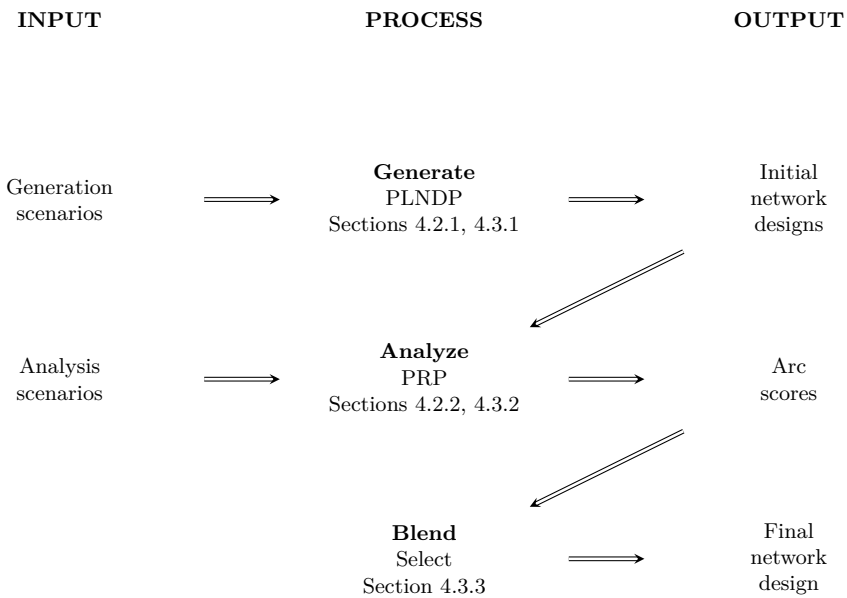 INPUT
PROCESS
OUTPUT
Generation
scenarios
Generate
PLNDP
Sections 4.2.1, 4.3.1
Initial
network
designs
Analysis
scenarios
Analyze
PRP
Sections 4.2.2, 4.3.2
Arc
scores
Blend
Select
Section 4.3.3
Final
network
design